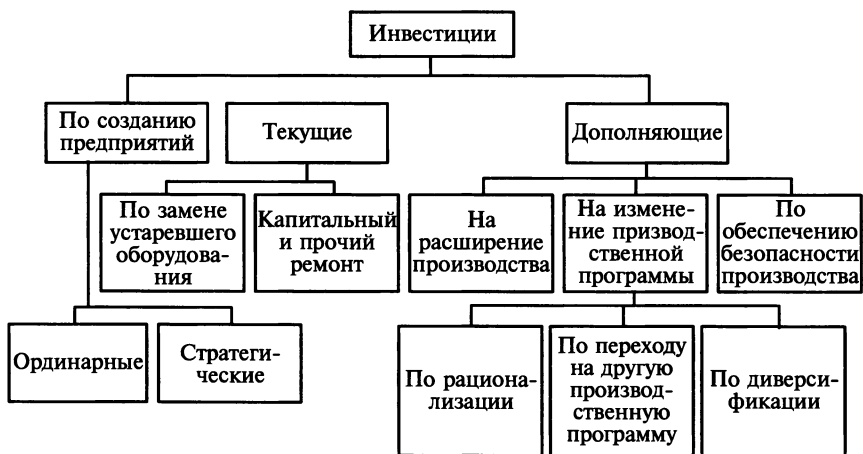 Инвестиции
По созданию
предприятий
Текущие
Дополняющие
По замене
устаревшего
оборудова-
ния
Капитальный
и прочий
ремонт
На
расширение
производства
На измене-
ние призвод-
ственной
программы
По
обеспечению
безопасности
производства
Ординарные
Стратеги-
ческие
По рациона-
лизации
По переходу
на другую
производ-
ственную
программу
По диверси-
фикации